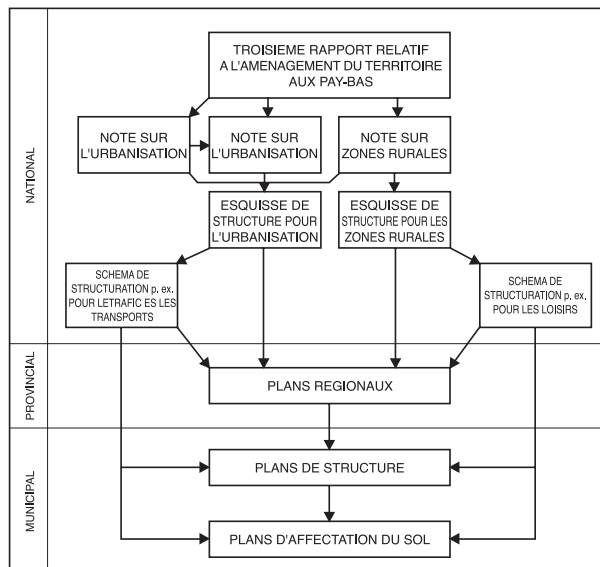 TROISIEME RAPPORT RELATIF
A L'AMENAGEMENT DU TERRITOIRE
AUX PAY-BAS
NOTE SUR
L'URBANISATION
NOTE SUR
L'URBANISATION
NOTE SUR
ZONES RURALES
NATIONAL
ESQUISSE DE
STRUCTURE POUR
L'URBANISATION
ESQUISSE DE
STRUCTURE POUR LES
ZONES RURALES
SCHEMA DE
STRUCTURATION p. ex.
POUR LETRAFIC ES LES
TRANSPORTS
SCHEMA DE
STRUCTURATION p. ex.
POUR LES LOISIRS
PROVINCIAL
PLANS REGIONAUX
MUNICIPAL
PLANS DE STRUCTURE
PLANS D'AFFECTATION DU SOL